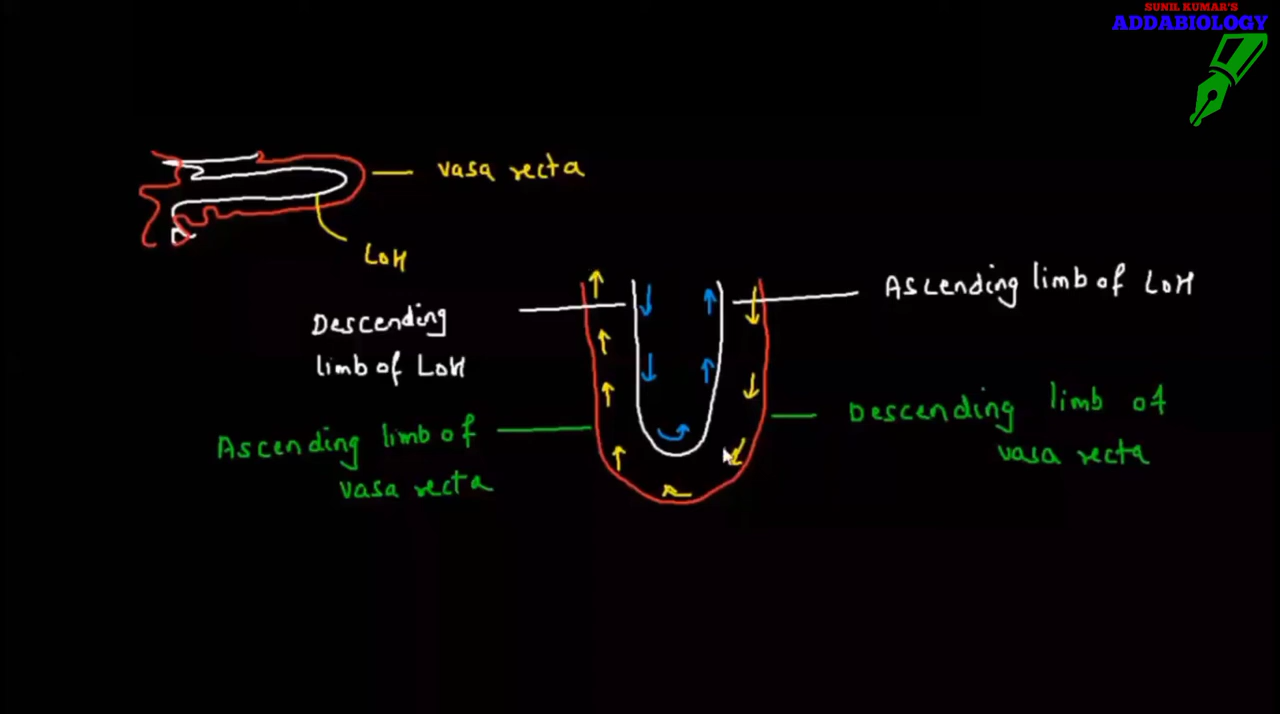 SUNIL KUMAR'S
ADDABIOLOGY
vasa recta
LOH
Descending
limb of LOH
Ascending limb of LOH
Ascending limb of
vasa recta
Descending limb of
vasa recta